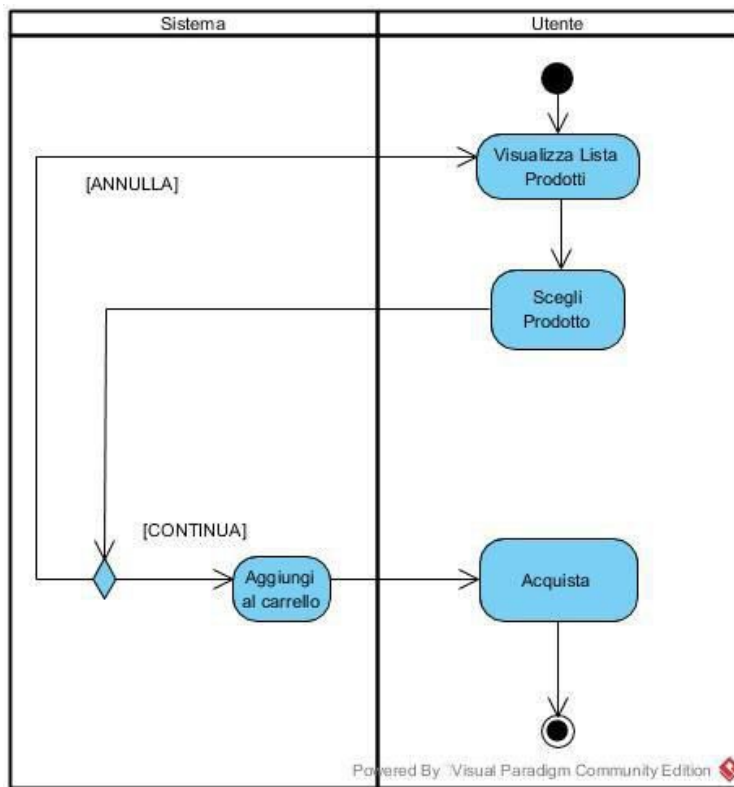 Sistema
Utente
Visualizza Lista
Prodotti
[ANNULLA]
Scegli
Prodotto
[CONTINUA]
Aggiungi
al carrello
Acquista
Powered By Visual Paradigm Community Edition